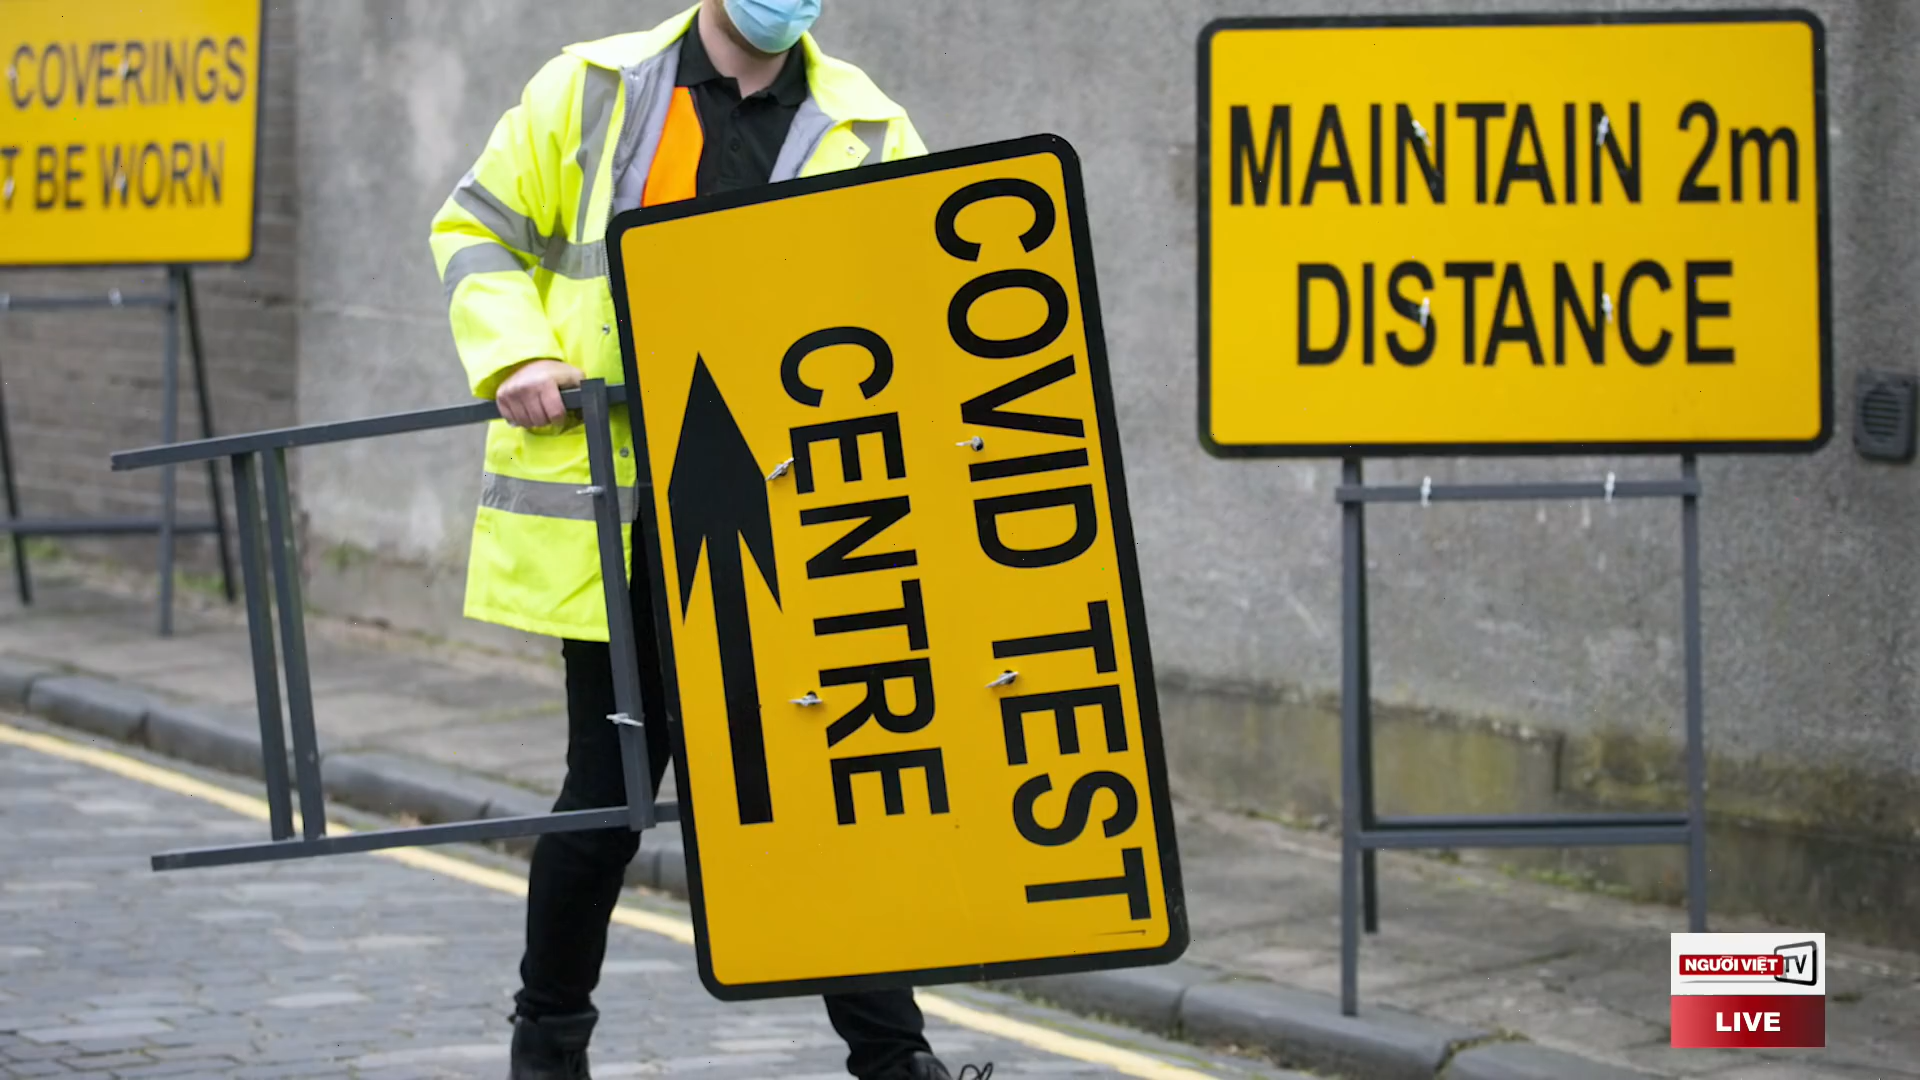 COVERINGS
T BE WORN
COVID TEST
CENTRE
MAINTAIN 2m
DISTANCE
NGƯỜI VIỆT TV
LIVE